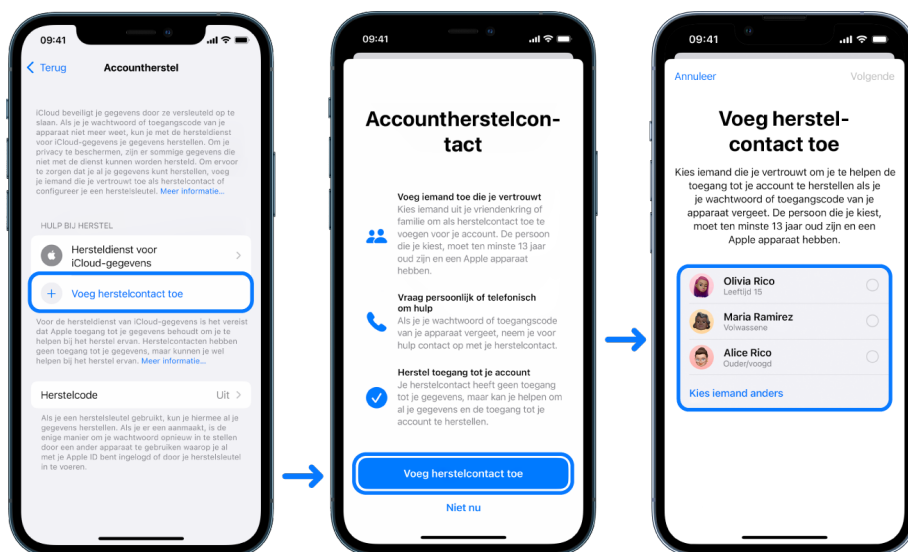 09:41
Terug
Accountherstel
iCloud beveiligt je gegevens door ze versleuteld op te
slaan. Als je je wachtwoord of toegangscode van je
apparaat niet meer weet, kun je met de hersteldienst
voor iCloud-gegevens je gegevens herstellen. Om je
privacy te beschermen, zijn er sommige gegevens die
niet met de dienst kunnen worden hersteld. Om ervoor
te zorgen dat je al je gegevens kunt herstellen, voeg
je iemand die je vertrouwt toe als herstelcontact of
configureer je een herstelsleutel. Meer informatie...
HULP BIJ HERSTEL
Hersteldienst voor
iCloud-gegevens
Voeg herstelcontact toe
Voor de hersteldienst van iCloud-gegevens is het vereist
dat Apple toegang tot je gegevens behoudt om je te
helpen bij het herstel ervan. Herstelcontacten hebben
geen toegang tot je gegevens, maar kunnen je wel
helpen bij het herstel ervan. Meer informatie...
Herstelcode
Uit
Als je een herstelsleutel gebruikt, kun je hiermee al je
gegevens herstellen. Als je er een aanmaakt, is de
enige manier om je wachtwoord opnieuw in te stellen
door een ander apparaat te gebruiken waarop je al
met je Apple ID bent ingelogd of door je herstelsleutel
in te voeren.
09:41
Accountherstelcon-
tact
Voeg iemand toe die je vertrouwt
Kies iemand uit je vriendenkring of
familie om als herstelcontact toe te
voegen voor je account. De persoon
die je kiest, moet ten minste 13 jaar
oud zijn en een Apple apparaat
hebben.
Vraag persoonlijk of telefonisch
om hulp
Als je je wachtwoord of toegangscode
van je apparaat vergeet, neem je voor
hulp contact op met je herstelcontact.
Herstel toegang tot je account
Je herstelcontact heeft geen toegang
tot je gegevens, maar kan je helpen om
al je gegevens en de toegang tot je
account te herstellen.
Voeg herstelcontact toe
Niet nu
09:41
Annuleer
Volgende
Voeg herstel-
contact toe
Kies iemand die je vertrouwt om je te helpen de
toegang tot je account te herstellen als je
je wachtwoord of toegangscode van je
apparaat vergeet. De persoon die je kiest,
moet ten minste 13 jaar oud zijn en een
Apple apparaat hebben.
Olivia Rico
Leeftijd 15
Maria Ramirez
Volwassene
Alice Rico
Ouder/voogd
Kies iemand anders